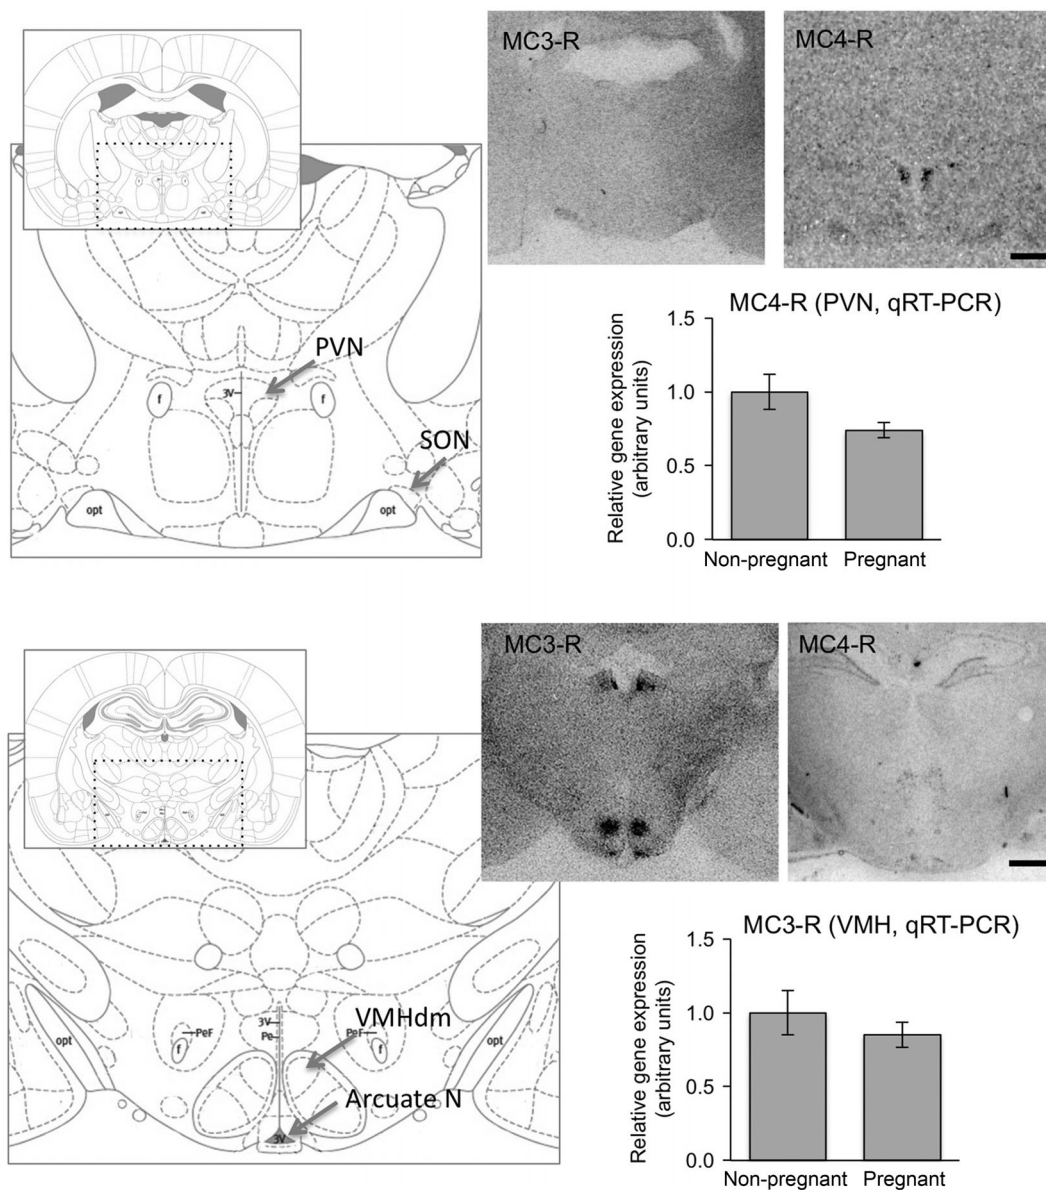 MC3-R
MC4-R
MC4-R (PVN, qRT-PCR)
Relative gene expression
(arbitrary units)
1.5
1.0
0.5
0.0
Non-pregnant
Pregnant
PVN
3V
f
f
SON
opt
opt
MC3-R
MC4-R
MC3-R (VMH, qRT-PCR)
Relative gene expression
(arbitrary units)
1.5
1.0
0.5
0.0
Non-pregnant
Pregnant
VMHdm
3V
Pe
PeF
PeF
f
f
opt
opt
Arcuate N
3V